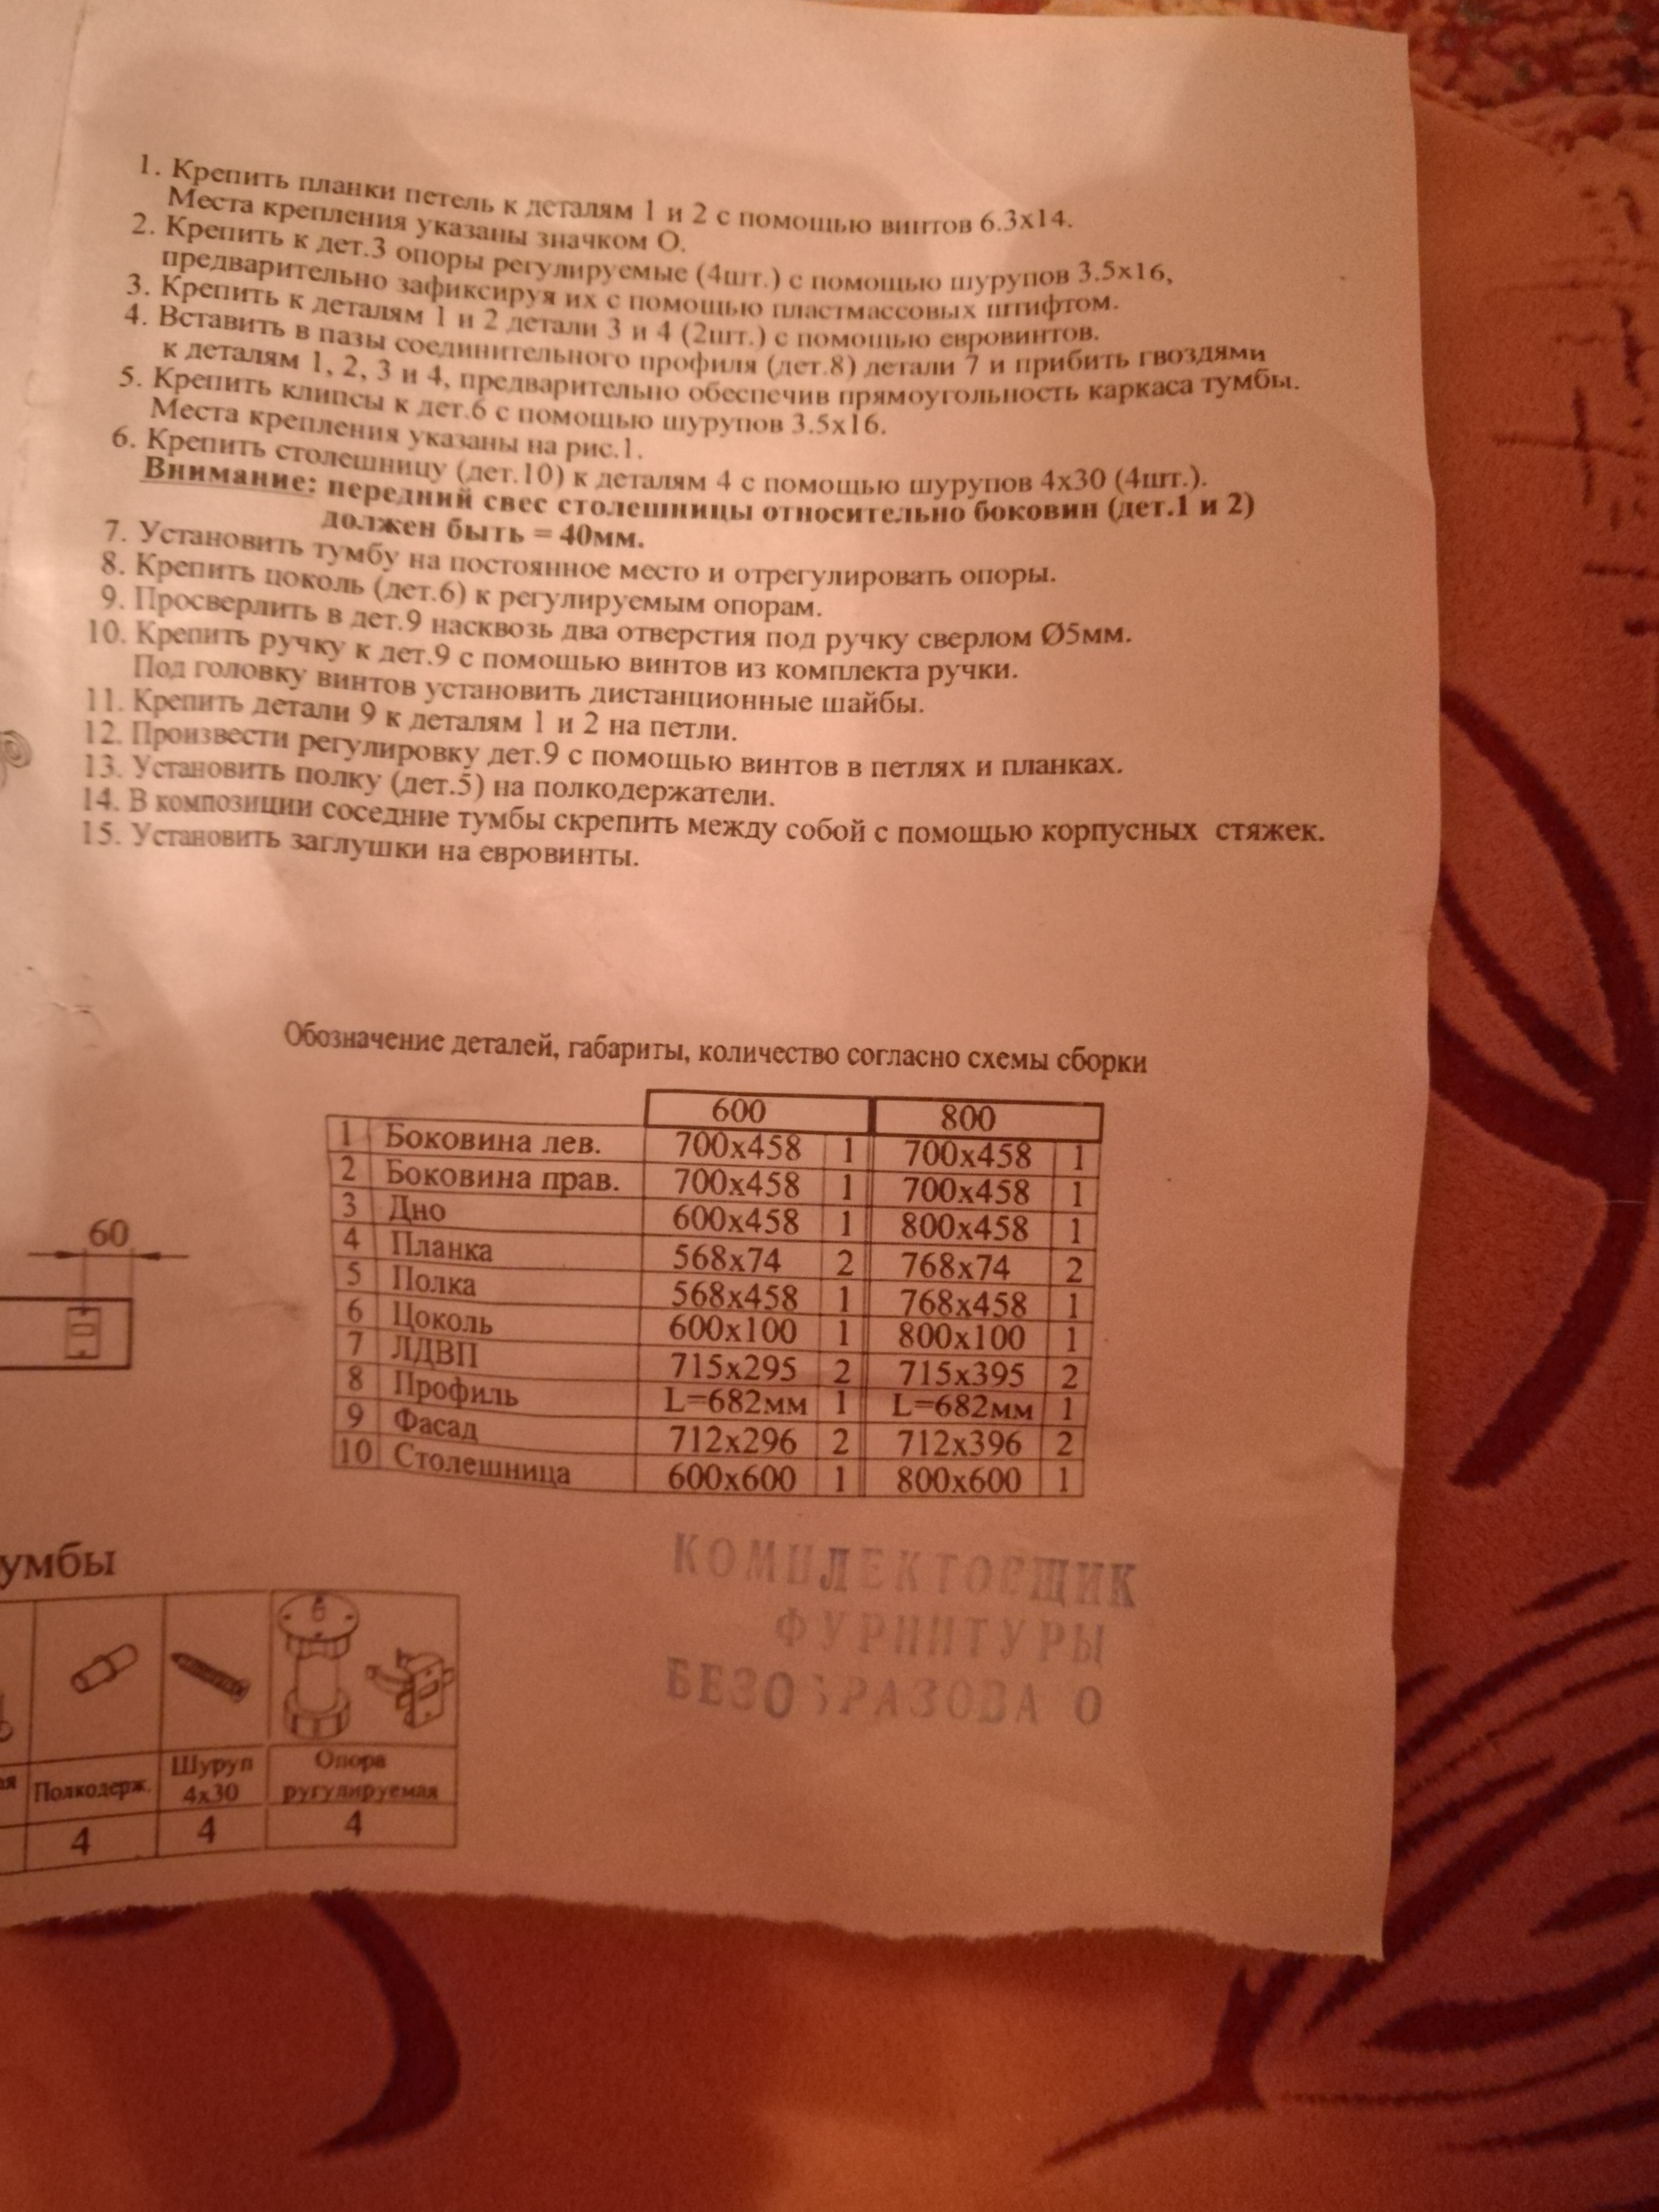 1. Крепить планки петель к деталям 1 и 2 с помощью винтов 6.3х14.
Места крепления указаны значком О.
2. Крепить к дет.3 опоры регулируемые (4шт.) с помощью шурупов 3.5х16,
предварительно зафиксируя их с помощью пластмассовых штифтом.
3. Крепить к деталям 1 и 2 детали 3 и 4 (2шт.) с помощью евровинтов.
4. Вставить в пазы соединительного профиля (дет.8) детали 7 и прибить гвоздями
к деталям 1, 2, 3 и 4, предварительно обеспечив прямоугольность каркаса тумбы.
5. Крепить клипсы к дет.6 с помощью шурупов 3.5х16.
Места крепления указаны на рис.1.
6. Крепить столешницу (дет.10) к деталям 4 с помощью шурупов 4х30 (4шт.).
Внимание: передний свес столешницы относительно боковин (дет.1 и 2)
должен быть = 40мм.
7. Установить тумбу на постоянное место и отрегулировать опоры.
8. Крепить цоколь (дет.6) к регулируемым опорам.
9. Просверлить в дет.9 насквозь два отверстия под ручку сверлом Ø5мм.
10. Крепить ручку к дет.9 с помощью винтов из комплекта ручки.
Под головку винтов установить дистанционные шайбы.
11. Крепить детали 9 к деталям 1 и 2 на петли.
12. Произвести регулировку дет.9 с помощью винтов в петлях и планках.
13. Установить полку (дет.5) на полкодержатели.
14. В композиции соседние тумбы скрепить между собой с помощью корпусных стяжек.
15. Установить заглушки на евровинты.
Обозначение деталей, габариты, количество согласно схемы сборки
600 800
1 Боковина лев. 700х458 1 700х458 1
2 Боковина прав. 700х458 1 700х458 1
3 Дно 600х458 1 800х458 1
4 Планка 568х74 2 768х74 2
5 Полка 568х458 1 768х458 1
6 Цоколь 600х100 1 800х100 1
7 ЛДВП 715х295 2 715х395 2
8 Профиль L=682мм 1 L=682мм 1
9 Фасад 712х296 2 712х396 2
10 Столешница 600х600 1 800х600 1
60
умбы
ая Полкодерж. Шуруп 4х30 Опора ругулируемая
4 4 4
КОМПЛЕКТОВЩИК
ФУРНИТУРЫ
БЕЗОБРАЗОВА О